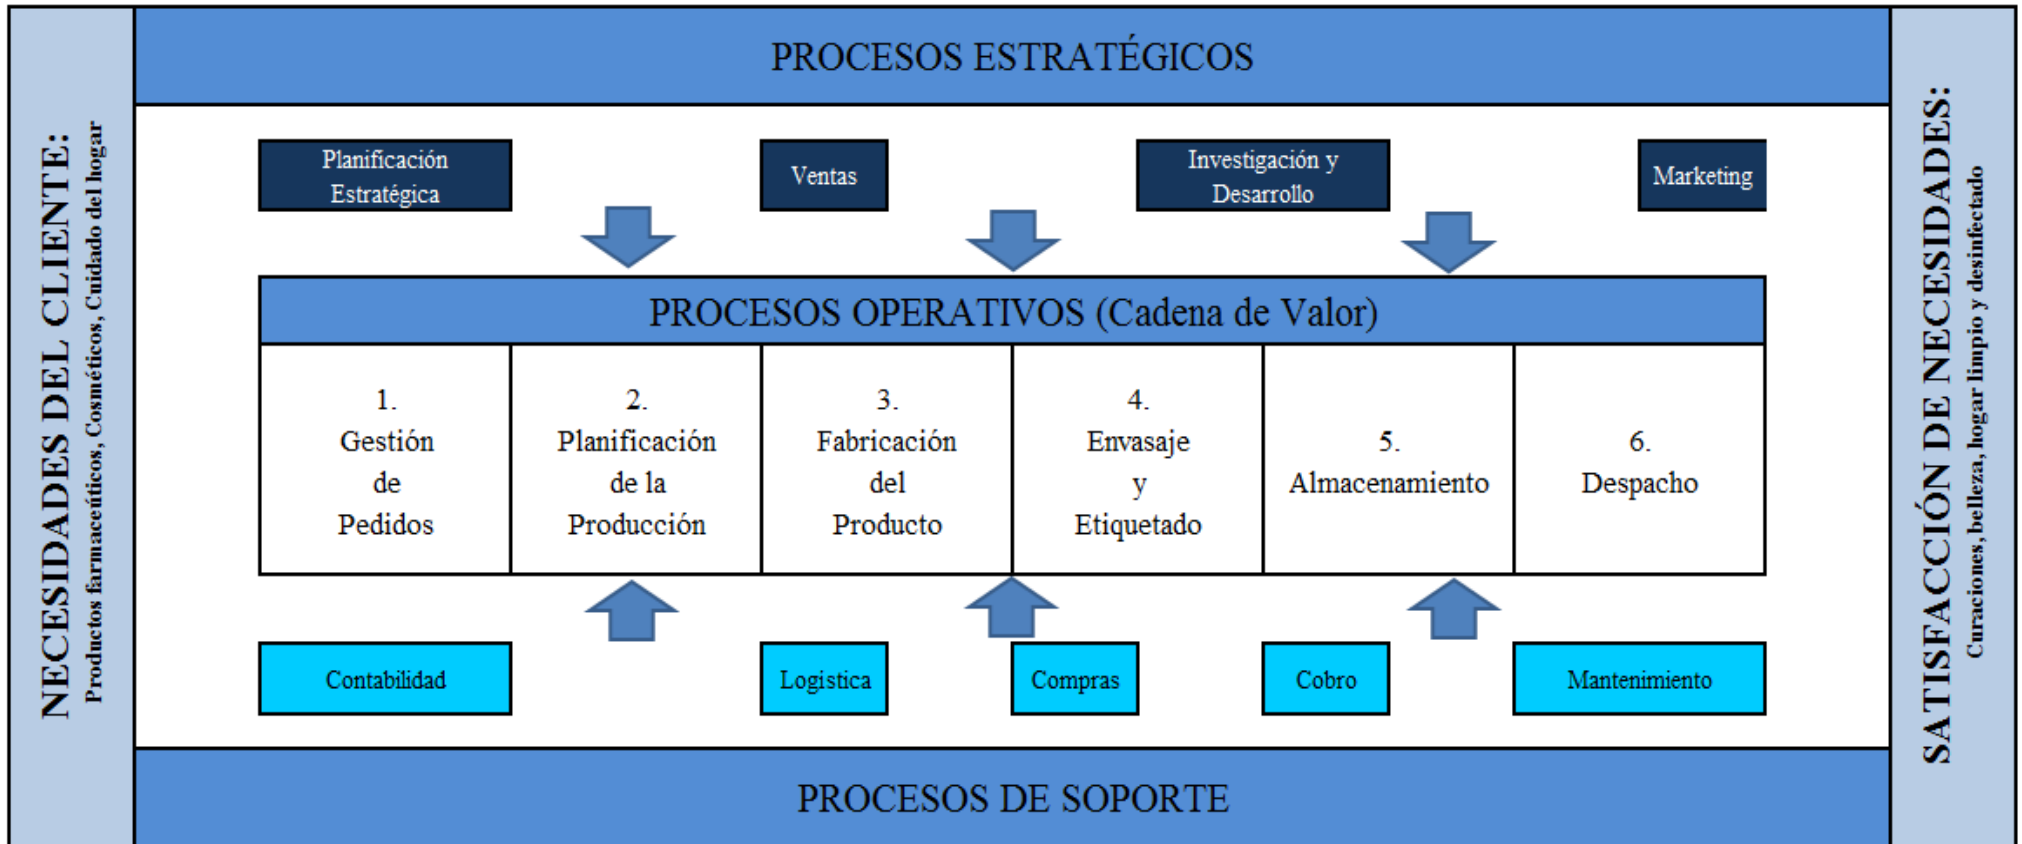 NECESIDADES DEL CLIENTE:
Productos farmaceúticos, Cosméticos, Cuidado del hogar
PROCESOS ESTRATÉGICOS
Planificación
Estratégica
Ventas
Investigación y
Desarrollo
Marketing
PROCESOS OPERATIVOS (Cadena de Valor)
1.
Gestión
de
Pedidos
2.
Planificación
de la
Producción
3.
Fabricación
del
Producto
4.
Envasaje
y
Etiquetado
5.
Almacenamiento
6.
Despacho
Contabilidad
Logística
Compras
Cobro
Mantenimiento
PROCESOS DE SOPORTE
SATISFACCIÓN DE NECESIDADES:
Curaciones, belleza, hogar limpio y desinfectado